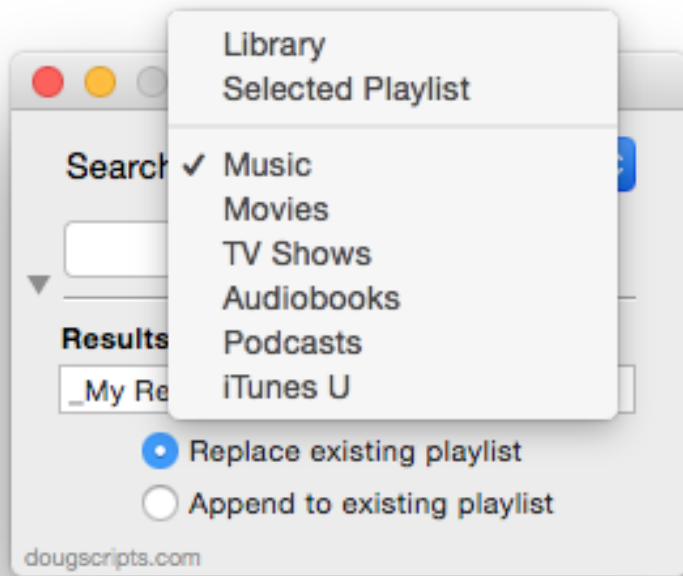 Library
Selected Playlist
Search ✓ Music
Movies
TV Shows
Audiobooks
Podcasts
iTunes U
Results
_My Re
Replace existing playlist
Append to existing playlist
dougscripts.com